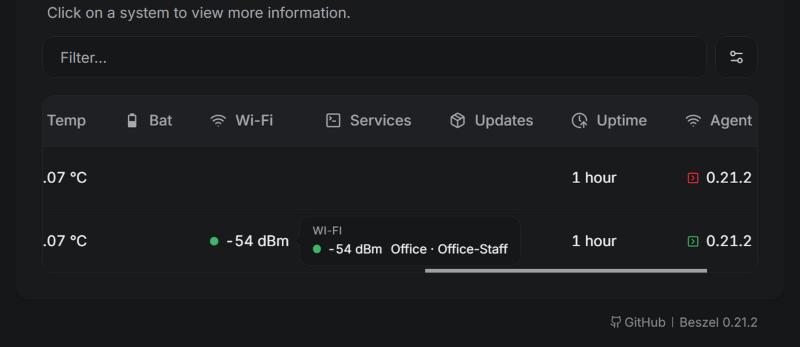 Click on a system to view more information.
Filter...
Temp Bat Wi-Fi Services Updates Uptime Agent
.07 °C 1 hour 0.21.2
WI-FI
.07 °C -54 dBm -54 dBm Office · Office-Staff 1 hour 0.21.2
GitHub | Beszel 0.21.2